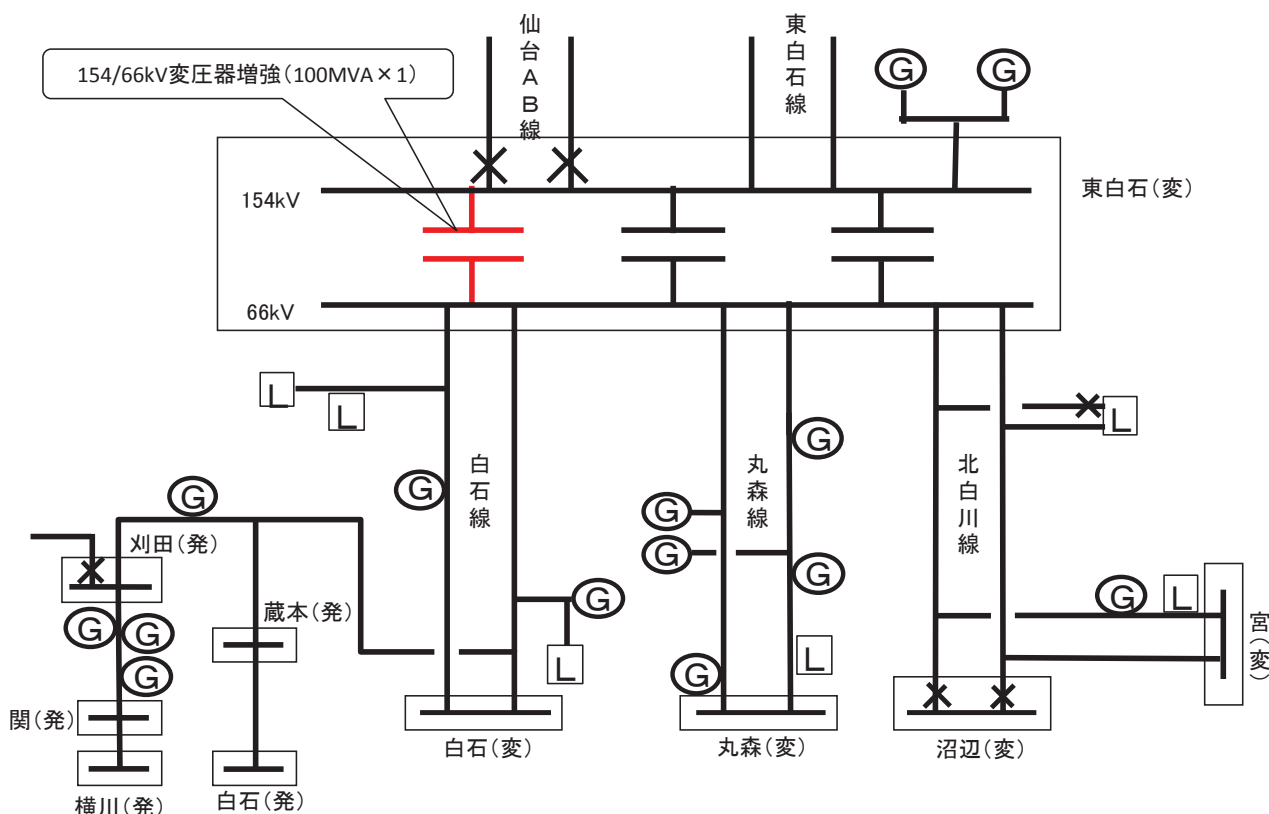 仙台AB線
東白石線
154/66kV変圧器増強(100MVA×1)
G
G
東白石(変)
154kV
66kV
L
L
L
白石線
丸森線
北白川線
G
G
G
G
G
刈田(発)
G
G
G
G
蔵本(発)
G
L
G
L
G
L
宮(変)
関(発)
白石(変)
丸森(変)
沼辺(変)
横川(発)
白石(発)